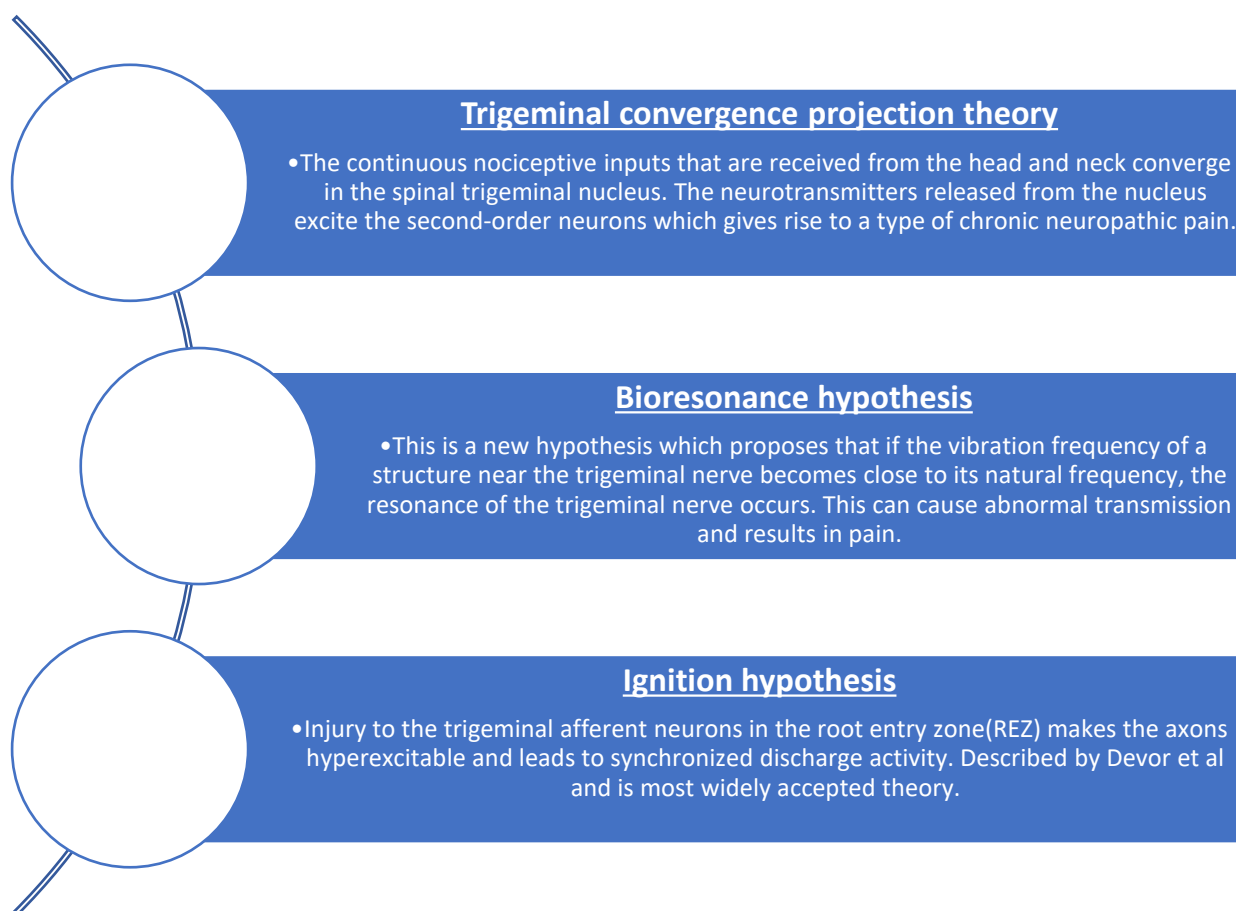 Trigeminal convergence projection theory
•The continuous nociceptive inputs that are received from the head and neck converge
in the spinal trigeminal nucleus. The neurotransmitters released from the nucleus
excite the second-order neurons which gives rise to a type of chronic neuropathic pain.
Bioresonance hypothesis
•This is a new hypothesis which proposes that if the vibration frequency of a
structure near the trigeminal nerve becomes close to its natural frequency, the
resonance of the trigeminal nerve occurs. This can cause abnormal transmission
and results in pain.
Ignition hypothesis
•Injury to the trigeminal afferent neurons in the root entry zone(REZ) makes the axons
hyperexcitable and leads to synchronized discharge activity. Described by Devor et al
and is most widely accepted theory.